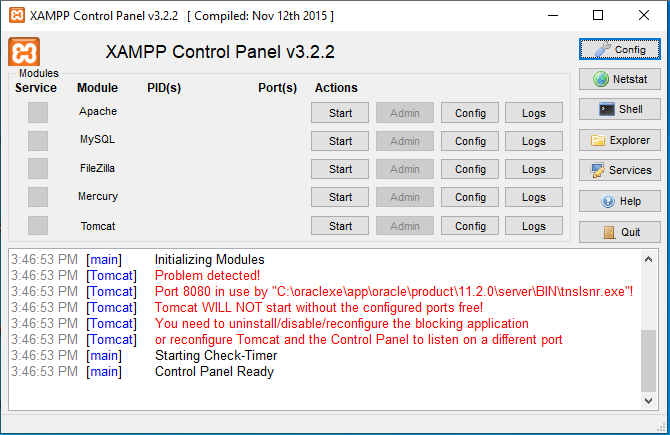 XAMPP Control Panel v3.2.2 [ Compiled: Nov 12th 2015 ]
XAMPP Control Panel v3.2.2
Config
Modules
Service Module PID(s) Port(s) Actions
Netstat
Apache Start Admin Config Logs
Shell
MySQL Start Admin Config Logs
Explorer
FileZilla Start Admin Config Logs
Services
Mercury Start Admin Config Logs
Help
Tomcat Start Admin Config Logs
Quit
3:46:53 PM [main] Initializing Modules
3:46:53 PM [Tomcat] Problem detected!
3:46:53 PM [Tomcat] Port 8080 in use by "C:\oraclexe\app\oracle\product\11.2.0\server\BIN\tnslsnr.exe"!
3:46:53 PM [Tomcat] Tomcat WILL NOT start without the configured ports free!
3:46:53 PM [Tomcat] You need to uninstall/disable/reconfigure the blocking application
3:46:53 PM [Tomcat] or reconfigure Tomcat and the Control Panel to listen on a different port
3:46:53 PM [main] Starting Check-Timer
3:46:53 PM [main] Control Panel Ready